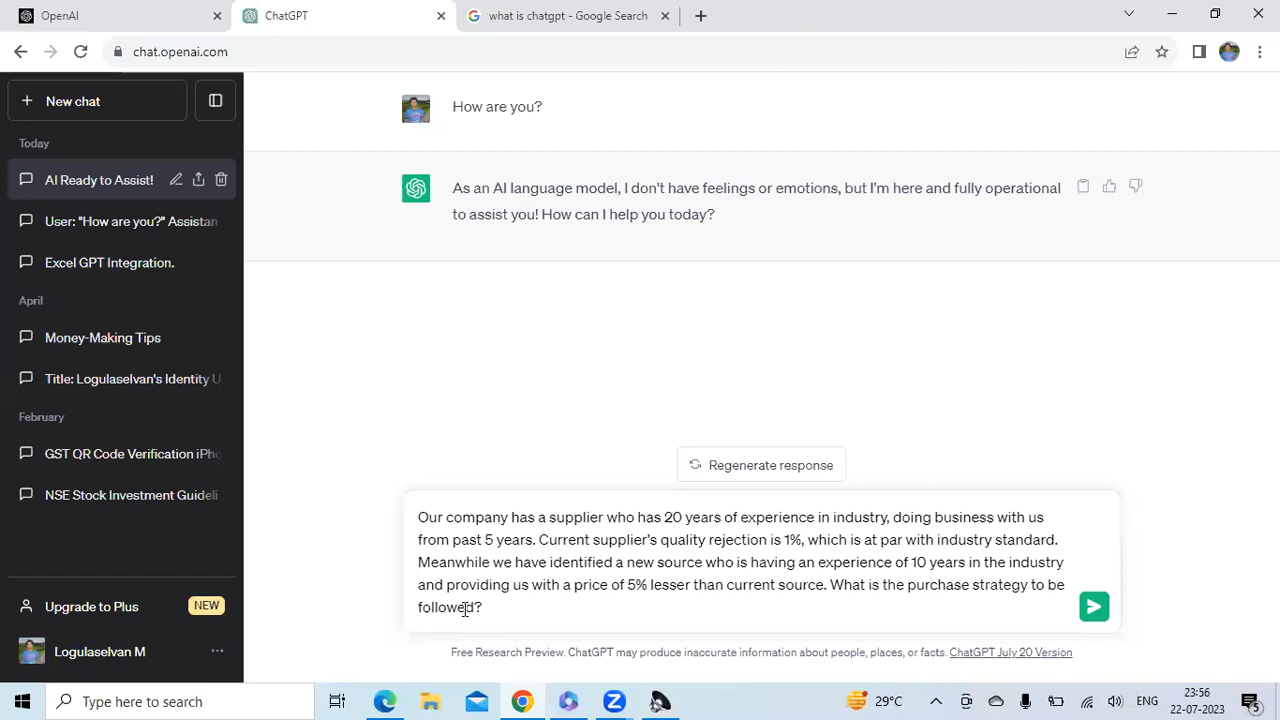 OpenAI
ChatGPT
what is chatgpt - Google Search
chat.openai.com
New chat
Today
AI Ready to Assist!
User: "How are you?" Assistan
Excel GPT Integration.
April
Money-Making Tips
Title: Logulaselvan's Identity U
February
GST QR Code Verification iPho
NSE Stock Investment Guideli
Upgrade to Plus
NEW
Logulaselvan M
How are you?
As an AI language model, I don't have feelings or emotions, but I'm here and fully operational
to assist you! How can I help you today?
Regenerate response
Our company has a supplier who has 20 years of experience in industry, doing business with us
from past 5 years. Current supplier's quality rejection is 1%, which is at par with industry standard.
Meanwhile we have identified a new source who is having an experience of 10 years in the industry
and providing us with a price of 5% lesser than current source. What is the purchase strategy to be
followed?
Free Research Preview. ChatGPT may produce inaccurate information about people, places, or facts. ChatGPT July 20 Version
Type here to search
29°C
ENG
23:56
22-07-2023
5